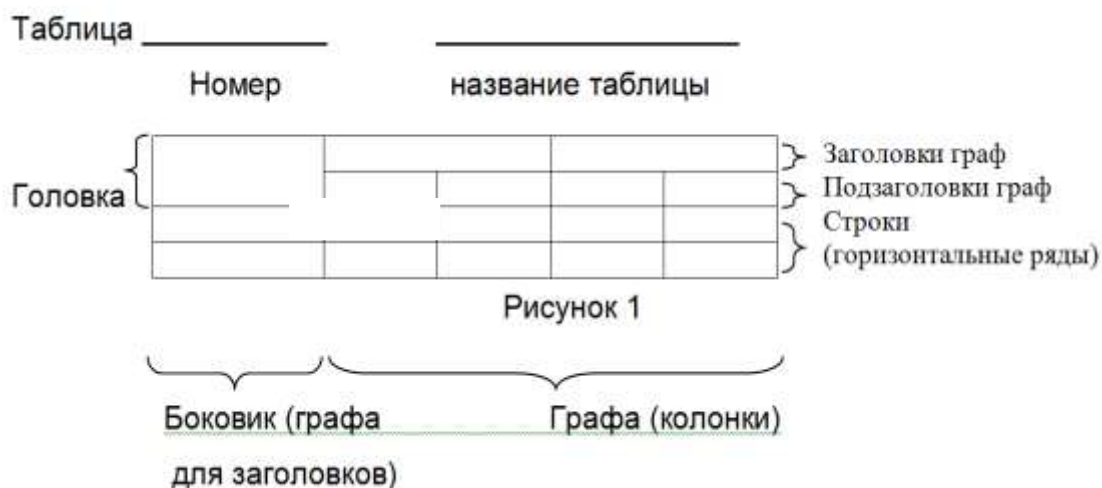 Таблица
Номер название таблицы
Заголовки граф
Головка Подзаголовки граф
Строки
(горизонтальные ряды)
Рисунок 1
Боковик (графа Графа (колонки)
для заголовков)